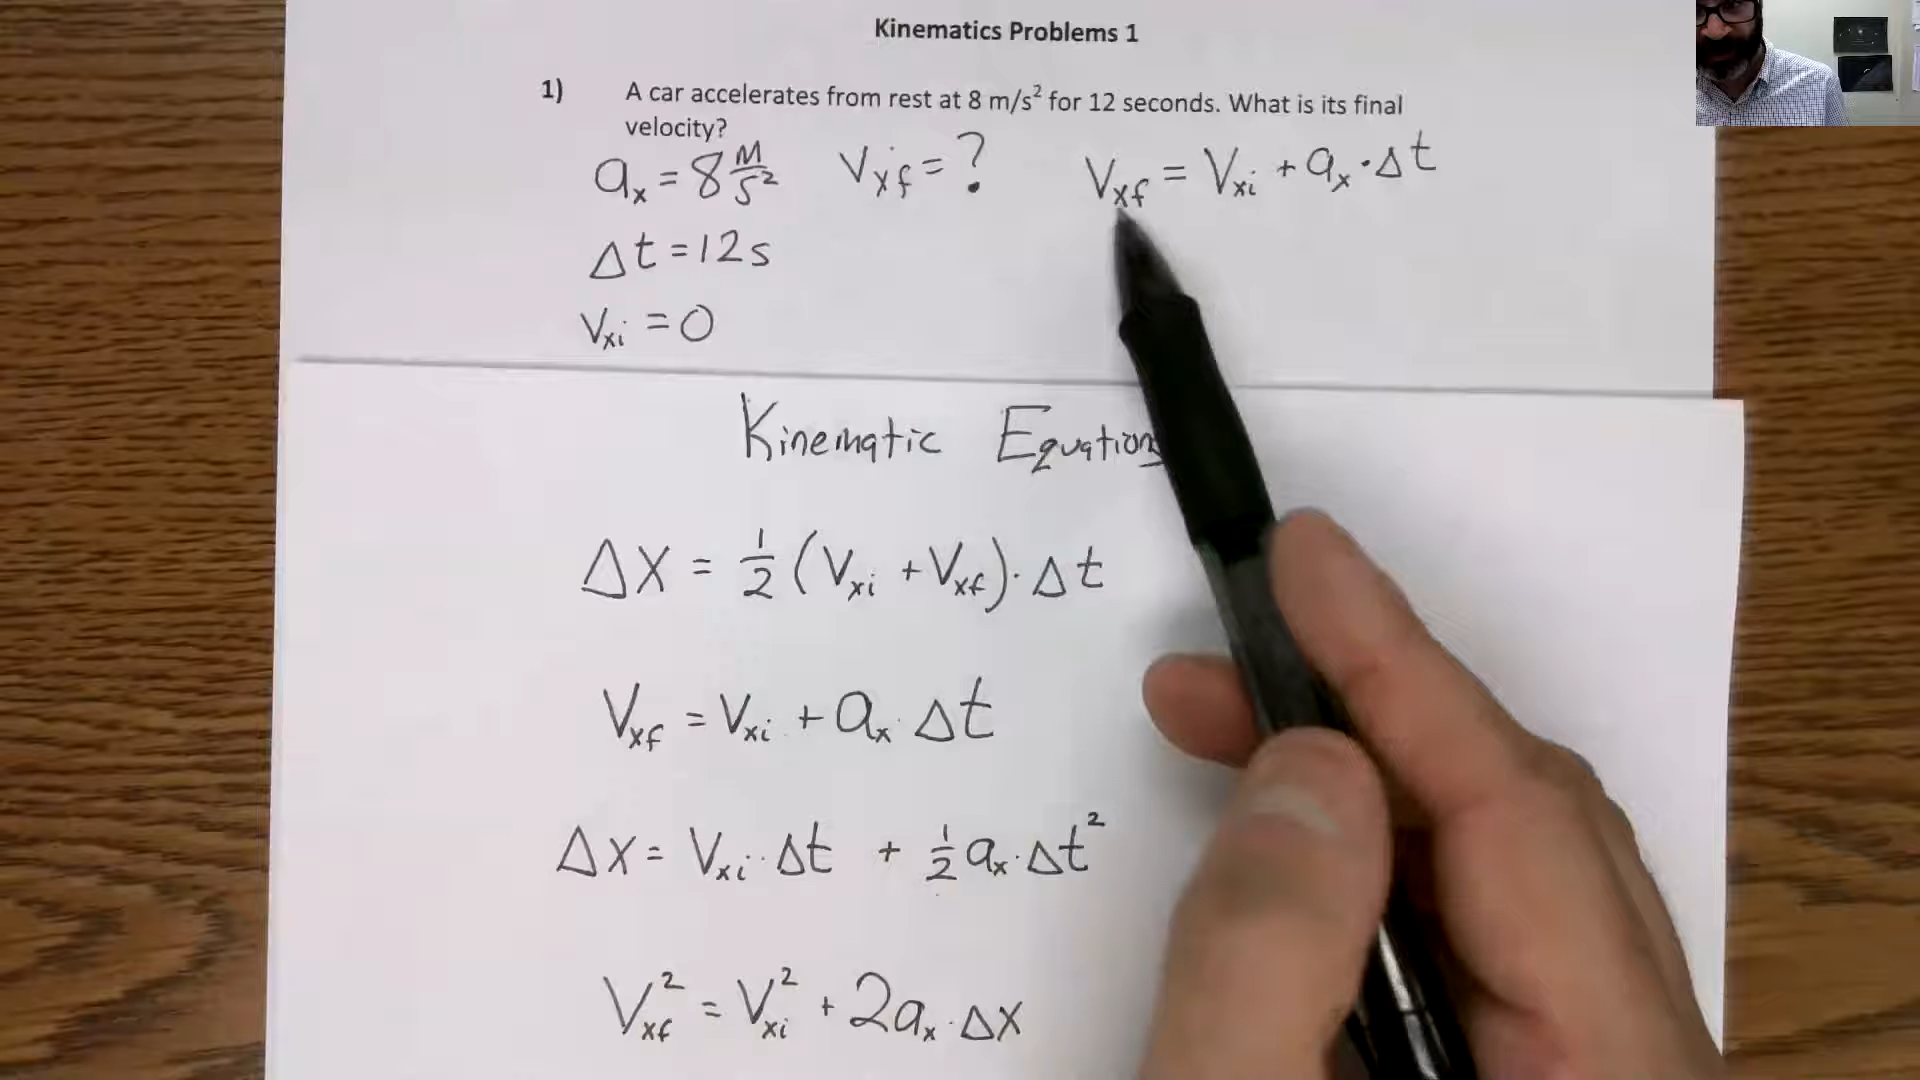 Kinematics Problems 1
1) A car accelerates from rest at 8 m/s² for 12 seconds. What is its final
velocity?
aₓ = 8 m/s² Vxf = ? Vxf = Vxi + aₓ · Δt
Δt = 12s
Vxi = 0
Kinematic Equations
Δx = 1/2 (Vxi + Vxf) · Δt
Vxf = Vxi + aₓ · Δt
Δx = Vxi · Δt + 1/2 aₓ · Δt²
Vxf² = Vxi² + 2aₓ · Δx